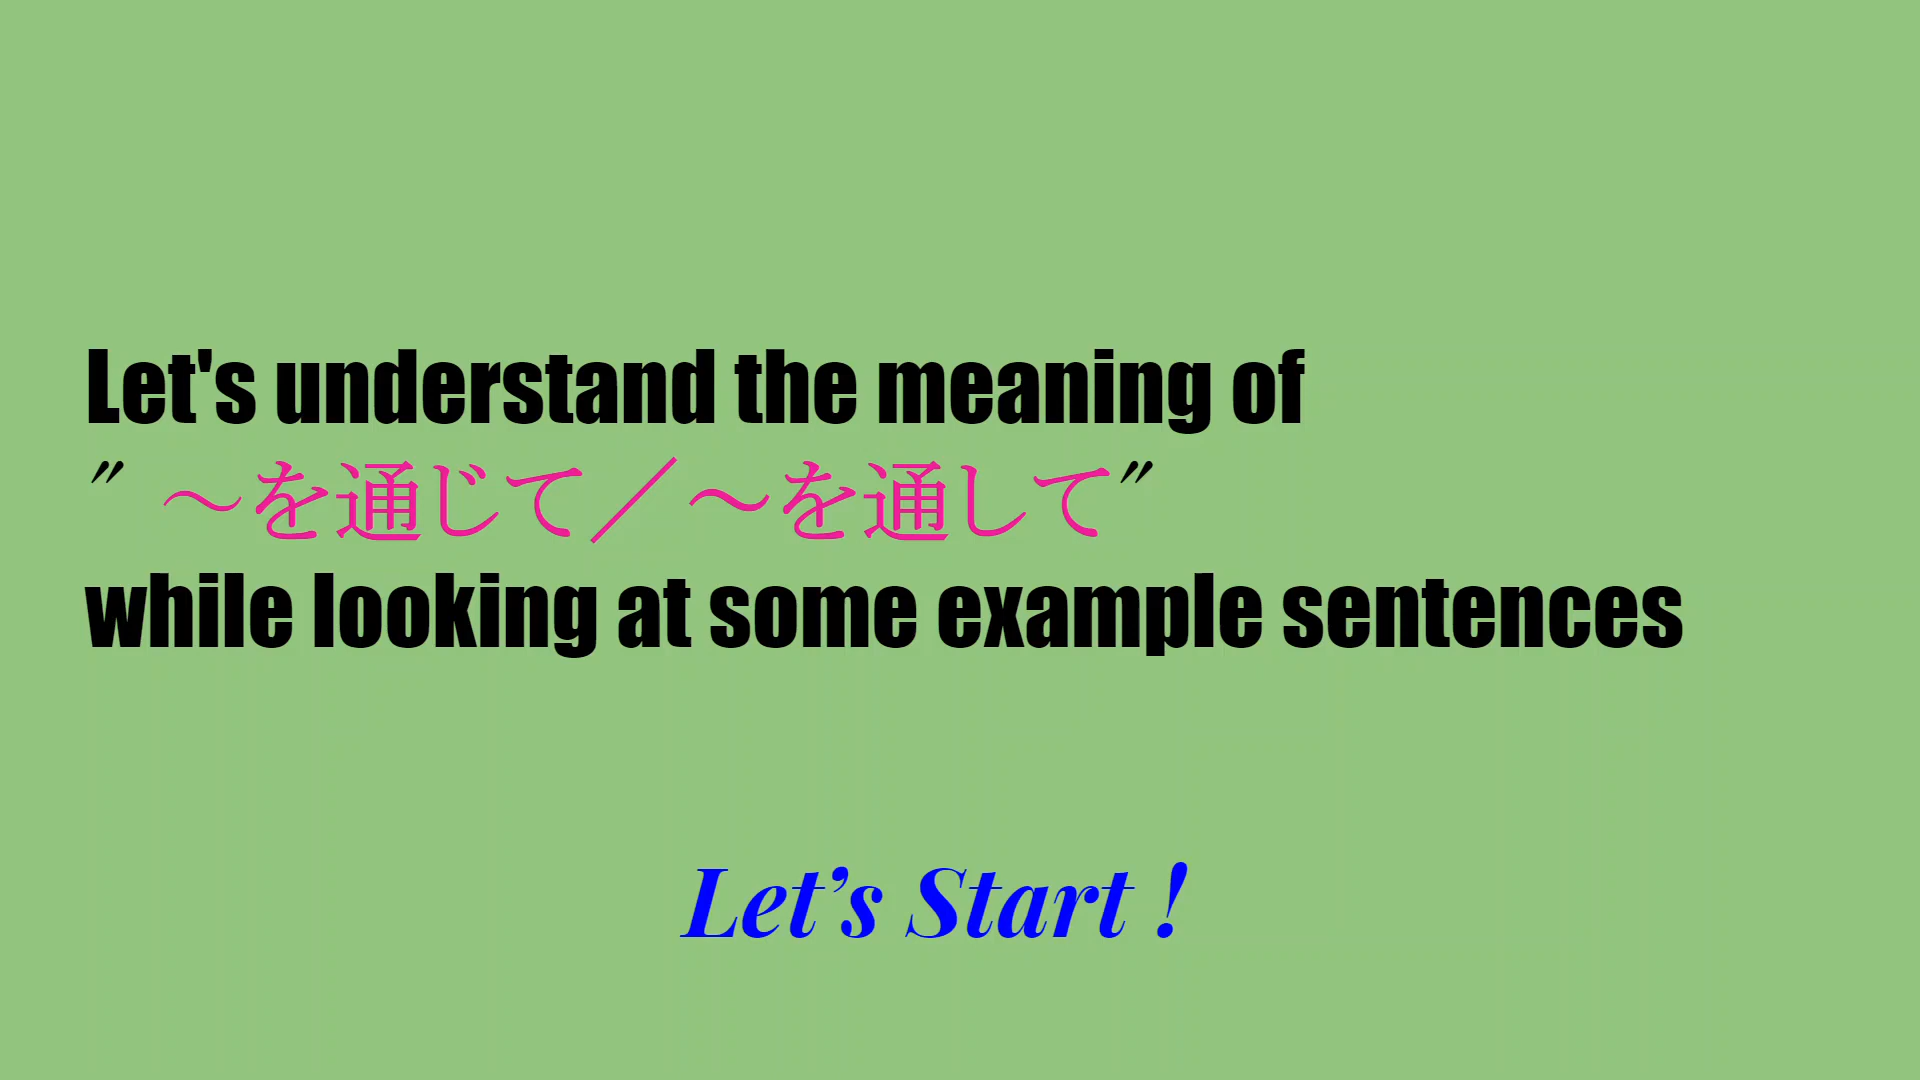 Let's understand the meaning of
" ～を通じて／～を通して"
while looking at some example sentences
Let’s Start !